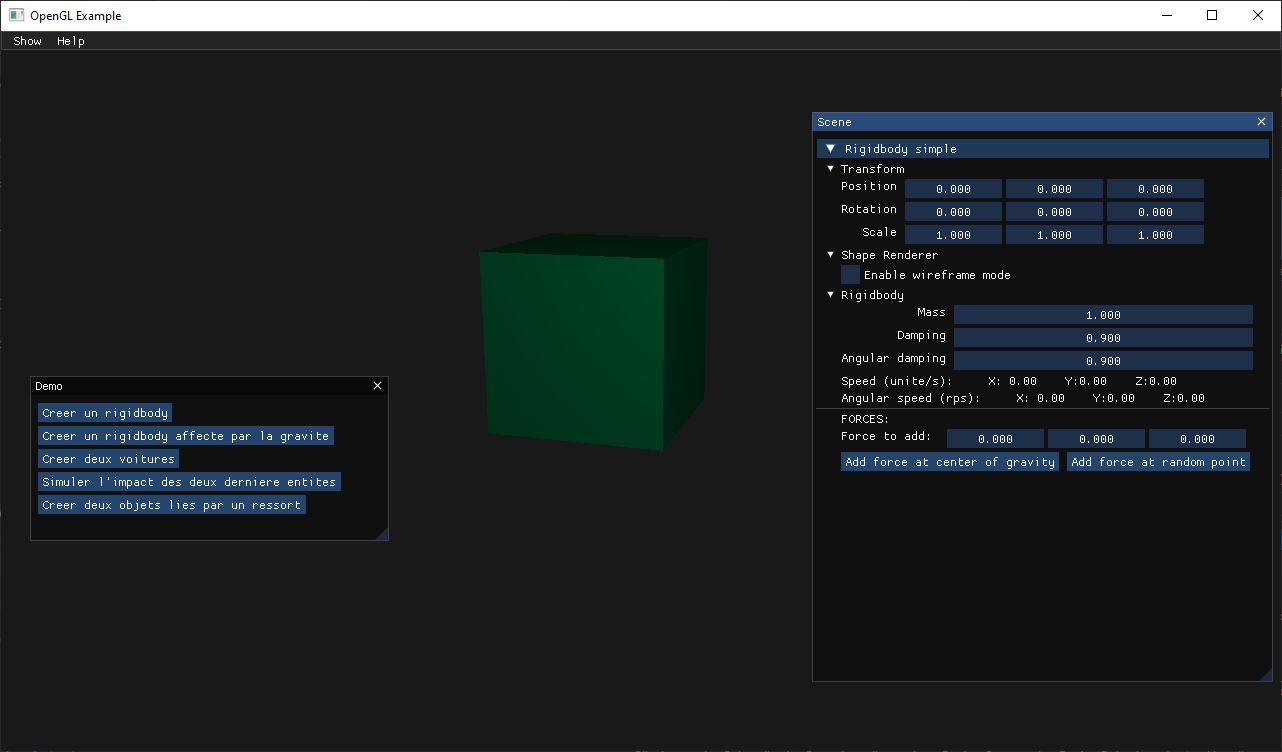 OpenGL Example
Show Help
Scene
Rigidbody simple
Transform
Position 0.000 0.000 0.000
Rotation 0.000 0.000 0.000
Scale 1.000 1.000 1.000
Shape Renderer
Enable wireframe mode
Rigidbody
Mass 1.000
Damping 0.900
Angular damping 0.900
Speed (unite/s): X: 0.00 Y:0.00 Z:0.00
Angular speed (rps): X: 0.00 Y:0.00 Z:0.00
FORCES:
Force to add: 0.000 0.000 0.000
Add force at center of gravity Add force at random point
Demo
Creer un rigidbody
Creer un rigidbody affecte par la gravite
Creer deux voitures
Simuler l'impact des deux derniere entites
Creer deux objets lies par un ressort